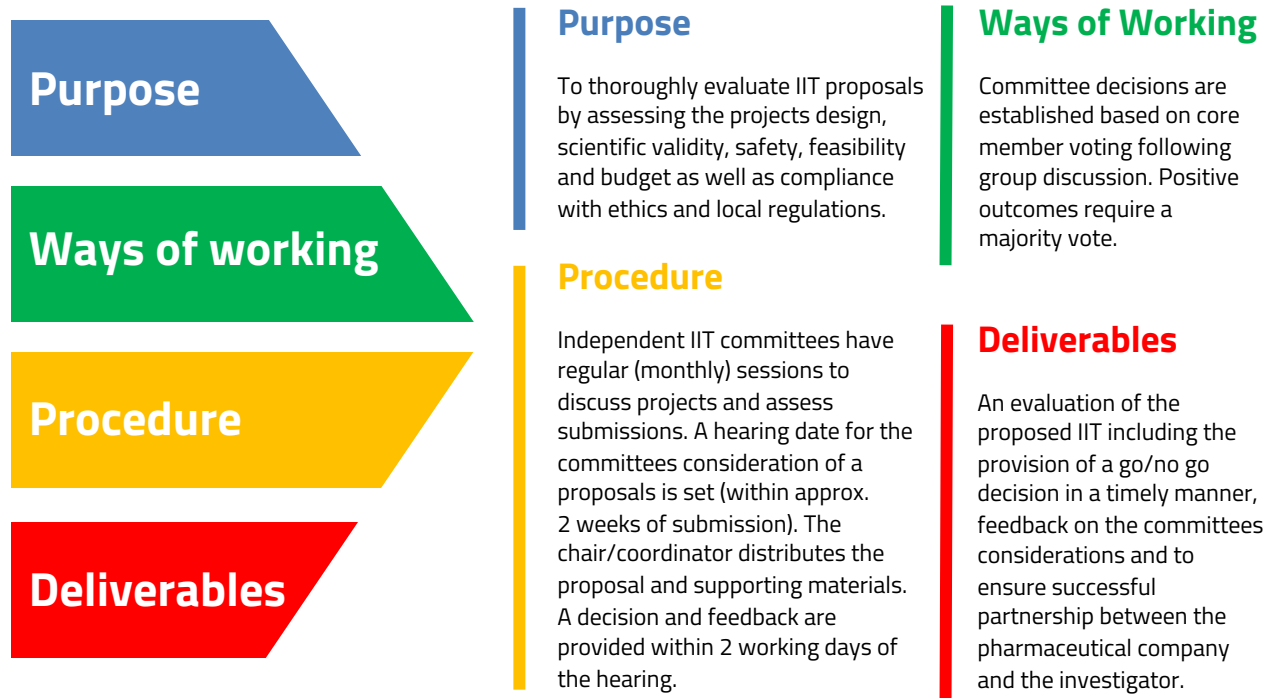 Purpose
Ways of working
Procedure
Deliverables
Purpose
To thoroughly evaluate IIT proposals
by assessing the projects design,
scientific validity, safety, feasibility
and budget as well as compliance
with ethics and local regulations.
Ways of Working
Committee decisions are
established based on core
member voting following
group discussion. Positive
outcomes require a
majority vote.
Procedure
Independent IIT committees have
regular (monthly) sessions to
discuss projects and assess
submissions. A hearing date for the
committees consideration of a
proposals is set (within approx.
2 weeks of submission). The
chair/coordinator distributes the
proposal and supporting materials.
A decision and feedback are
provided within 2 working days of
the hearing.
Deliverables
An evaluation of the
proposed IIT including the
provision of a go/no go
decision in a timely manner,
feedback on the committees
considerations and to
ensure successful
partnership between the
pharmaceutical company
and the investigator.